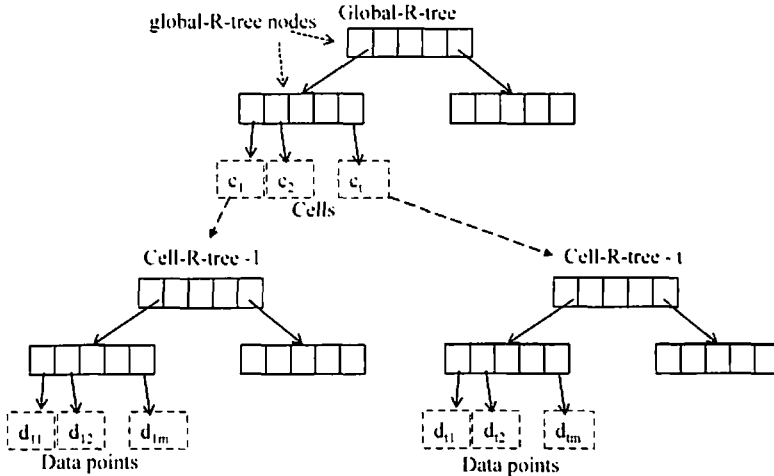 Global-R-tree
global-R-tree nodes
c1 c2 ct
Cells
Cell-R-tree -1
Cell-R-tree - t
d11 d12 d1m
dt1 dt2 dtm
Data points
Data points